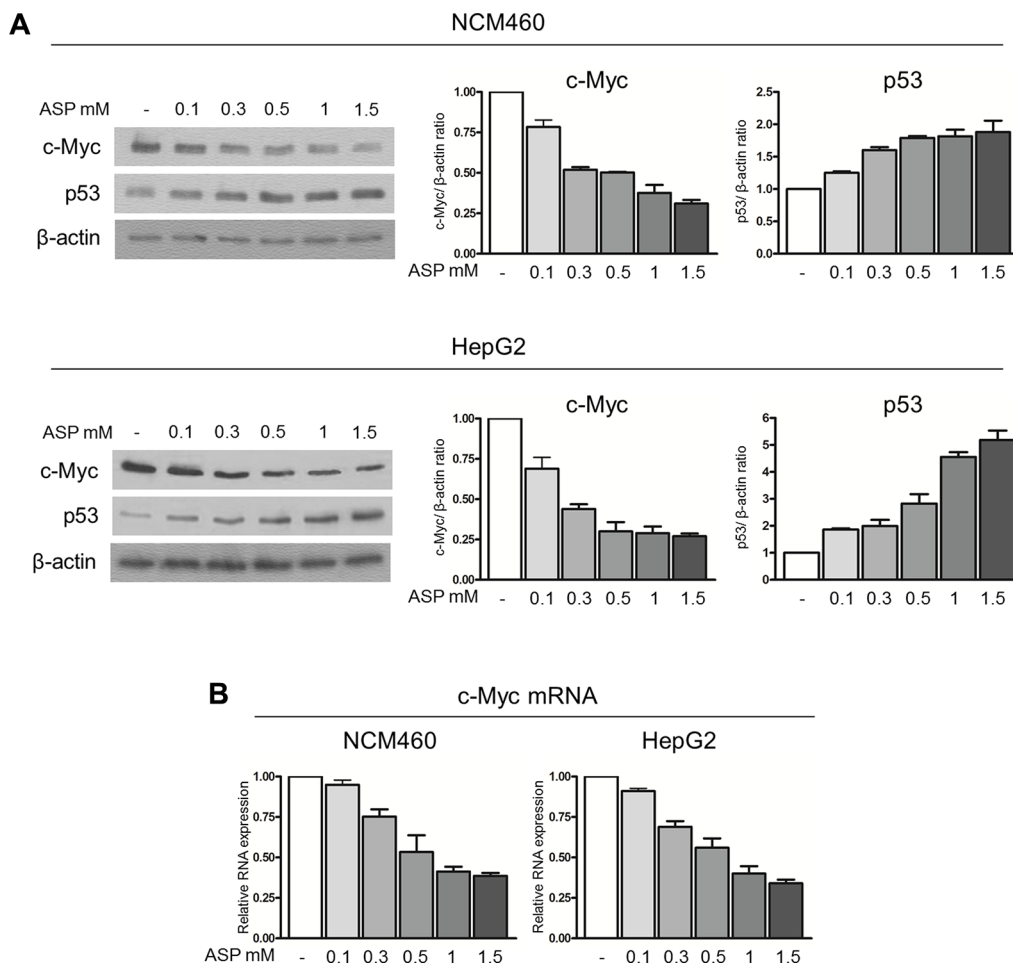 A
NCM460
ASP mM - 0.1 0.3 0.5 1 1.5
c-Myc
p53
β-actin
c-Myc
c-Myc/ β-actin ratio
1.00
0.75
0.50
0.25
0.00
ASP mM - 0.1 0.3 0.5 1 1.5
p53
p53/ β-actin ratio
2.5
2.0
1.5
1.0
0.5
0.0
- 0.1 0.3 0.5 1 1.5
HepG2
ASP mM - 0.1 0.3 0.5 1 1.5
c-Myc
p53
β-actin
c-Myc
c-Myc/ β-actin ratio
1.00
0.75
0.50
0.25
0.00
ASP mM - 0.1 0.3 0.5 1 1.5
p53
p53/ β-actin ratio
6
5
4
3
2
1
0
- 0.1 0.3 0.5 1 1.5
B
c-Myc mRNA
NCM460
Relative RNA expression
1.00
0.75
0.50
0.25
0.00
ASP mM - 0.1 0.3 0.5 1 1.5
HepG2
Relative RNA expression
1.00
0.75
0.50
0.25
0.00
- 0.1 0.3 0.5 1 1.5